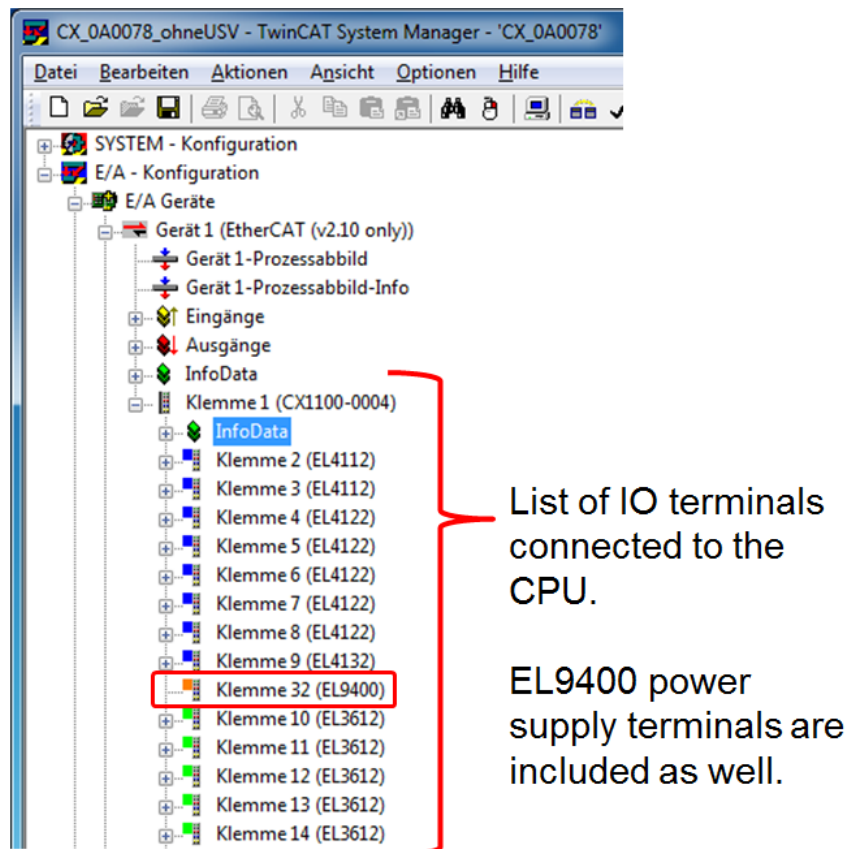 CX_0A0078_ohneUSV - TwinCAT System Manager - 'CX_0A0078'
Datei Bearbeiten Aktionen Ansicht Optionen Hilfe
SYSTEM - Konfiguration
E/A - Konfiguration
E/A Geräte
Gerät 1 (EtherCAT (v2.10 only))
Gerät 1-Prozessabbild
Gerät 1-Prozessabbild-Info
Eingänge
Ausgänge
InfoData
Klemme 1 (CX1100-0004)
InfoData
Klemme 2 (EL4112)
Klemme 3 (EL4112)
Klemme 4 (EL4122)
Klemme 5 (EL4122)
Klemme 6 (EL4122)
Klemme 7 (EL4122)
Klemme 8 (EL4122)
Klemme 9 (EL4132)
Klemme 32 (EL9400)
Klemme 10 (EL3612)
Klemme 11 (EL3612)
Klemme 12 (EL3612)
Klemme 13 (EL3612)
Klemme 14 (EL3612)
List of IO terminals
connected to the
CPU.
EL9400 power
supply terminals are
included as well.